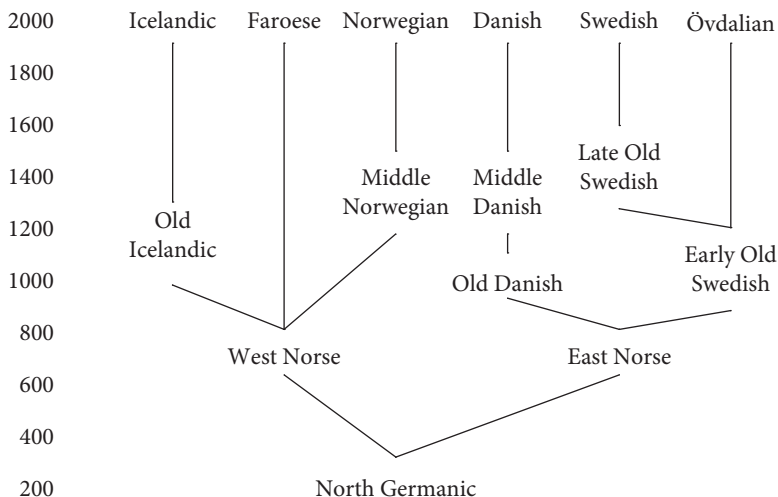 2000 Icelandic Faroese Norwegian Danish Swedish Övdalian
1800
1600
Late Old
1400 Middle Middle Swedish
Norwegian Danish
1200 Old
Icelandic Early Old
1000 Old Danish Swedish
800
West Norse East Norse
600
400
200 North Germanic